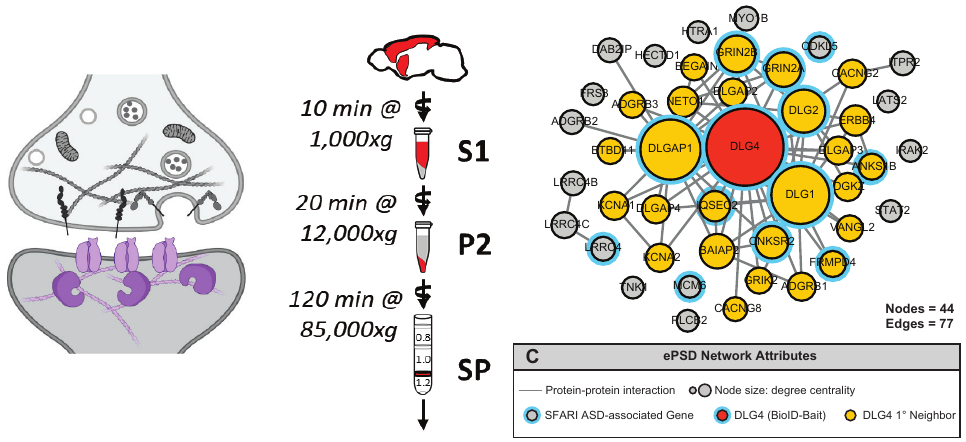 10 min @
1,000xg
S1
20 min @
12,000xg
P2
120 min @
85,000xg
0.8
1.0
1.2
SP
MYO1B
HTRA1
DAB2IP
HECTD1
GRIN2B
CDKL5
BEGAIN
GRIN2A
CACNG2
ITPR2
FRS3
ADGRB3
NETO1
DLGAP2
DLG2
LATS2
ADGRB2
ERBB4
BTBD11
DLGAP1
DLG4
DLGAP3
IRAK2
ANKS1B
LRRC4B
DLG1
DGKZ
KCNA1
DLGAP4
IQSEC2
STAT2
LRRC4C
VANGL2
LRRC4
KCNA2
BAIAP2
CNKSR2
FRMPD4
TNK1
MCM6
GRIK2
ADGRB1
CACNG8
PLCB2
Nodes = 44
Edges = 77
C ePSD Network Attributes
Protein-protein interaction
Node size: degree centrality
SFARI ASD-associated Gene
DLG4 (BioID-Bait)
DLG4 1° Neighbor